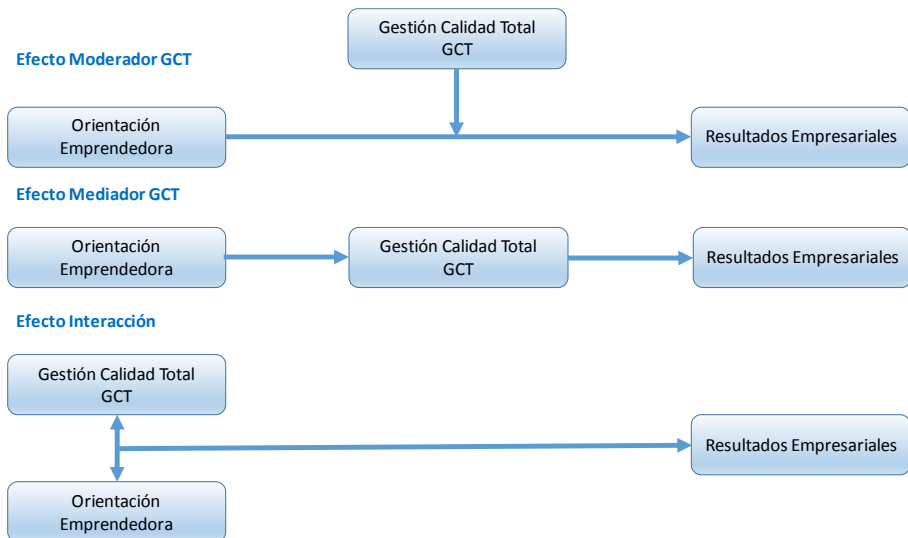 Gestión Calidad Total
GCT
Efecto Moderador GCT
Orientación
Emprendedora
Resultados Empresariales
Efecto Mediador GCT
Orientación
Emprendedora
Gestión Calidad Total
GCT
Resultados Empresariales
Efecto Interacción
Gestión Calidad Total
GCT
Resultados Empresariales
Orientación
Emprendedora